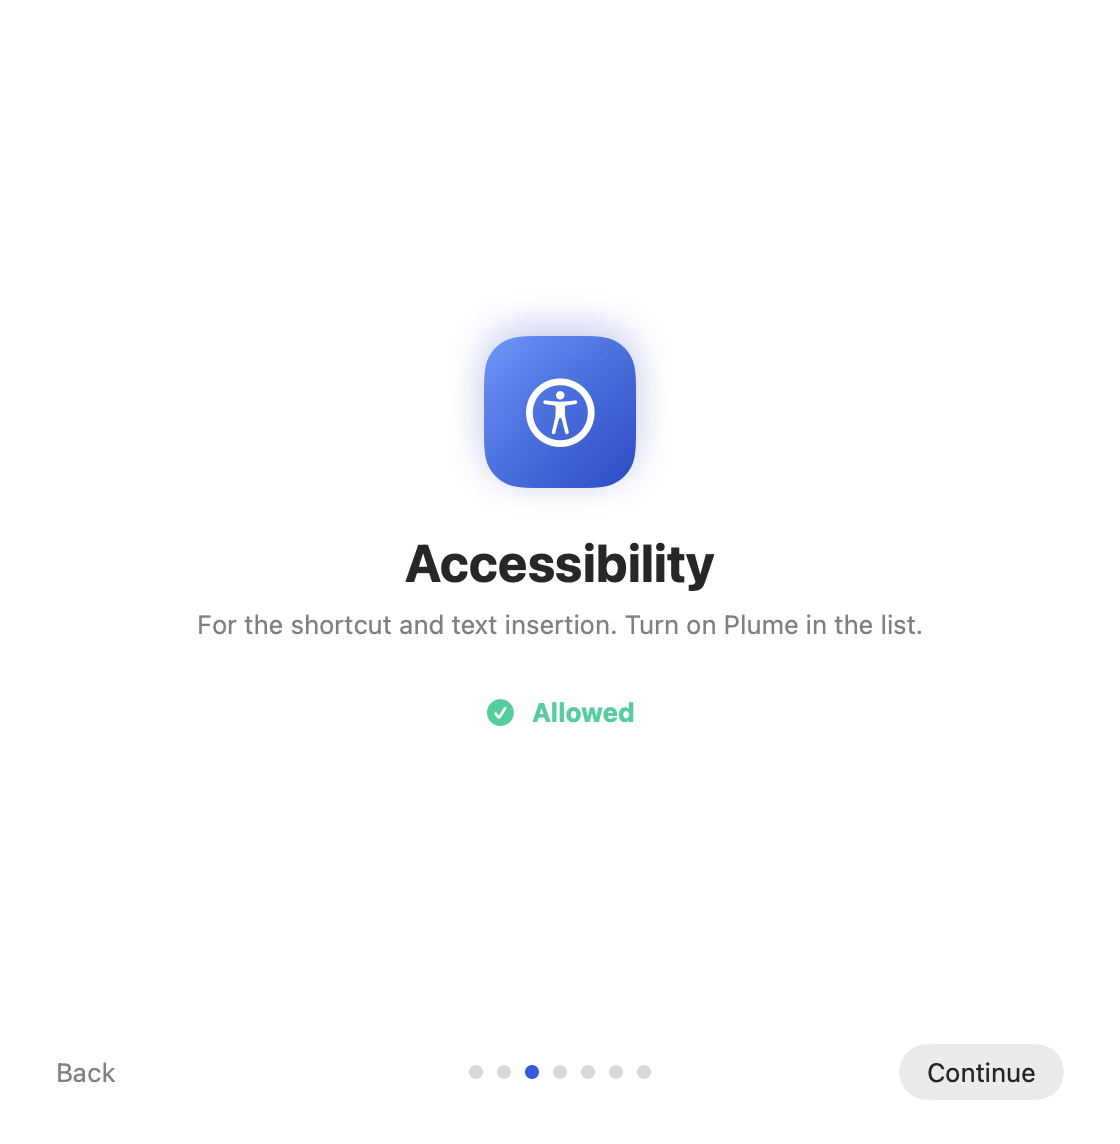 Accessibility
For the shortcut and text insertion. Turn on Plume in the list.
Allowed
Back
Continue